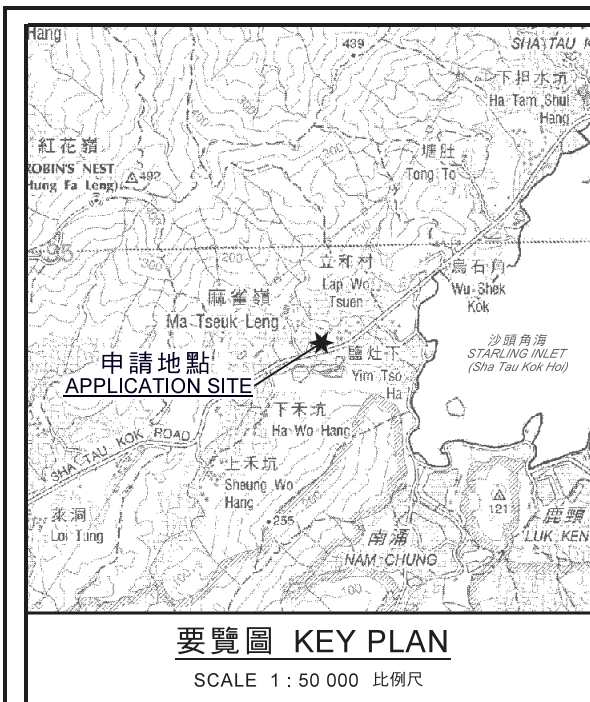 Hang
439
SHA TAU K
下担水坑
Ha Tam Shui
Hang
紅花嶺
ROBIN'S NEST
(Hung Fa Leng)
492
塘肚
Tong To
300
200
立和村
Lap Wo
Tsuen
烏石角
Wu Shek
Kok
麻雀嶺
Ma Tseuk Leng
沙頭角海
STARLING INLET
(Sha Tau Kok Hoi)
鹽灶下
Yim Tso
Ha
申請地點
APPLICATION SITE
下禾坑
Ha Wo Hang
SHA TAU KOK ROAD
上禾坑
Sheung Wo
Hang
萊洞
Loi Tung
255
121
鹿頸
LUK KEN
南涌
NAM CHUNG
100
100
要覽圖 KEY PLAN
SCALE 1 : 50 000 比例尺